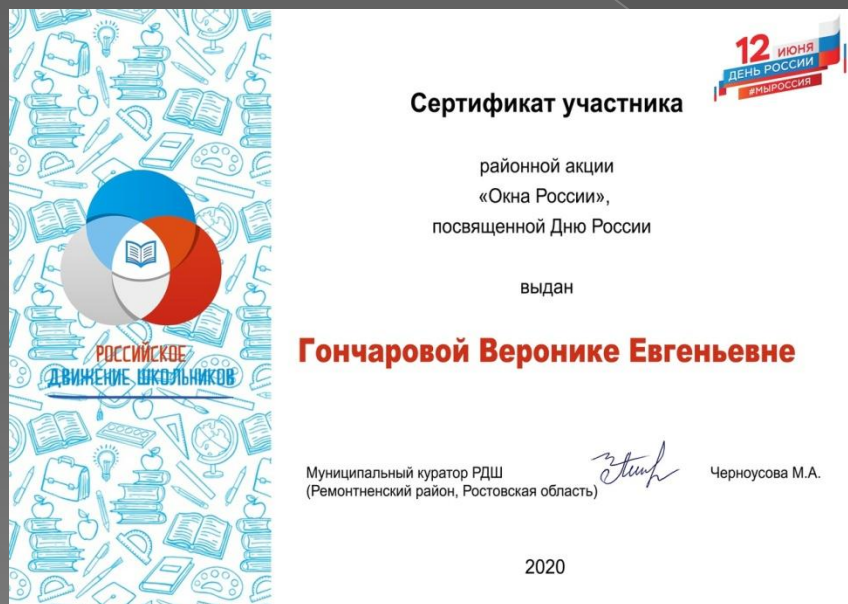 12 ИЮНЯ
ДЕНЬ РОССИИ
#МЫРОССИЯ
Сертификат участника
районной акции
«Окна России»,
посвященной Дню России
выдан
Гончаровой Веронике Евгеньевне
РОССИЙСКОЕ
ДВИЖЕНИЕ ШКОЛЬНИКОВ
Муниципальный куратор РДШ
(Ремонтненский район, Ростовская область)
Черноусова М.А.
2020